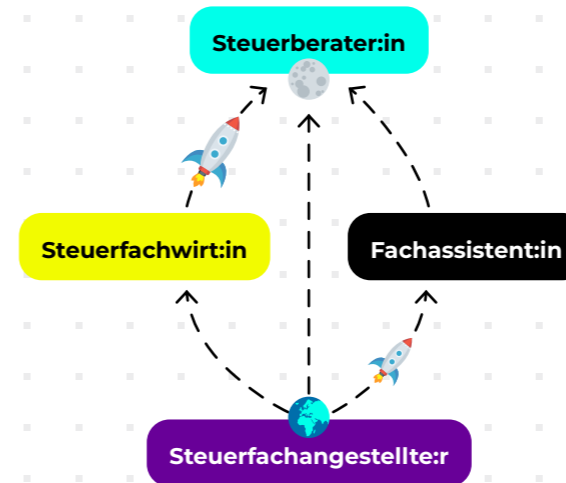 Steuerberater:in
Steuerfachwirt:in
Fachassistent:in
Steuerfachangestellte:r